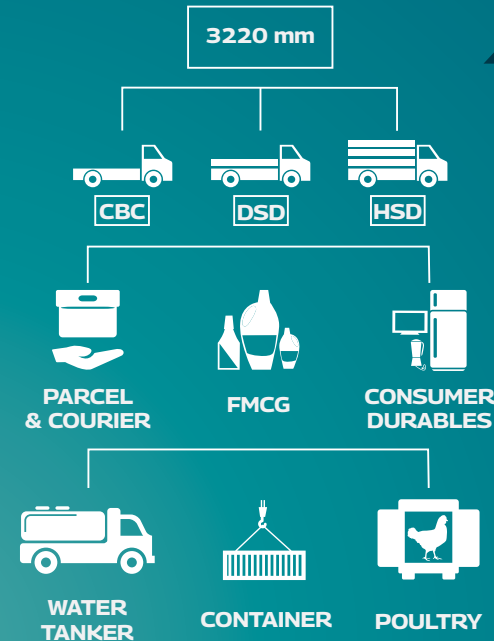 3220 mm
CBC
DSD
HSD
PARCEL
& COURIER
FMCG
CONSUMER
DURABLES
WATER
TANKER
CONTAINER
POULTRY